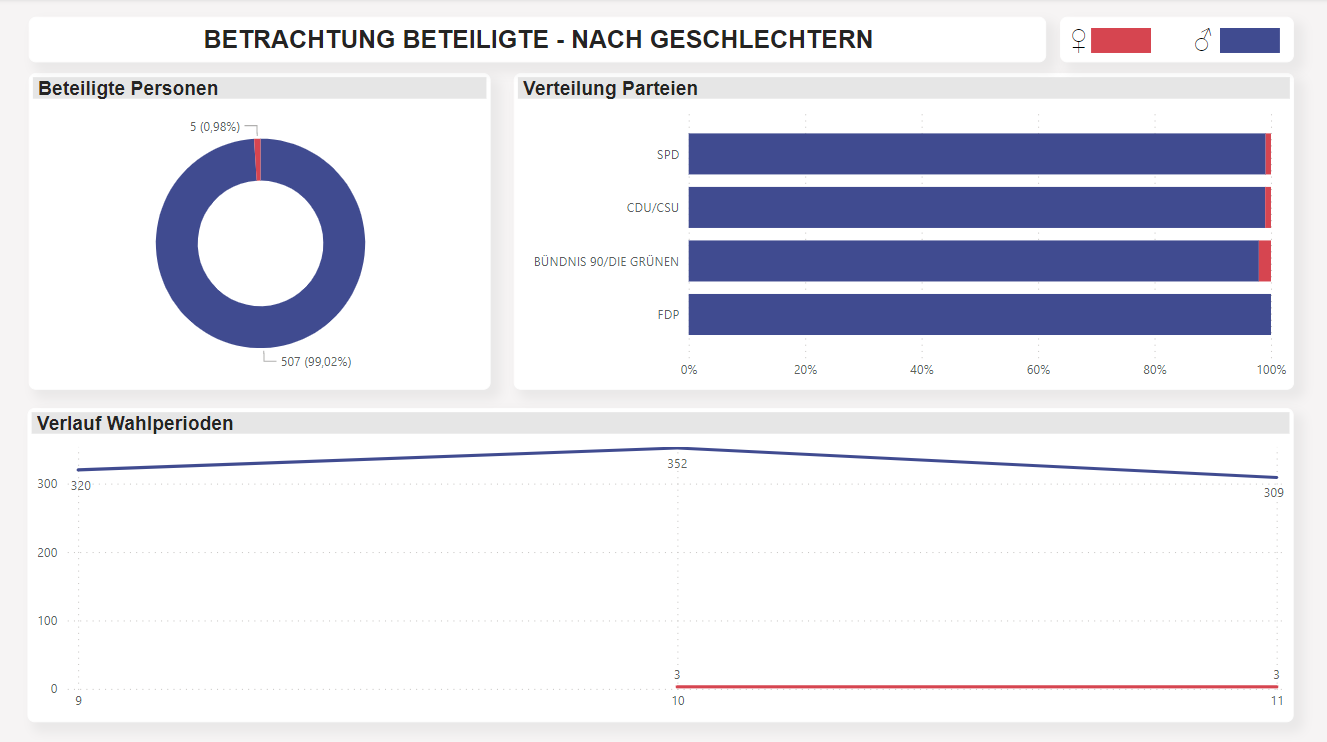 BETRACHTUNG BETEILIGTE - NACH GESCHLECHTERN
♀ ♂
Beteiligte Personen
5 (0,98%)
507 (99,02%)
Verteilung Parteien
SPD
CDU/CSU
BÜNDNIS 90/DIE GRÜNEN
FDP
0% 20% 40% 60% 80% 100%
Verlauf Wahlperioden
352
300 320 309
200
100
3 3
0
9 10 11